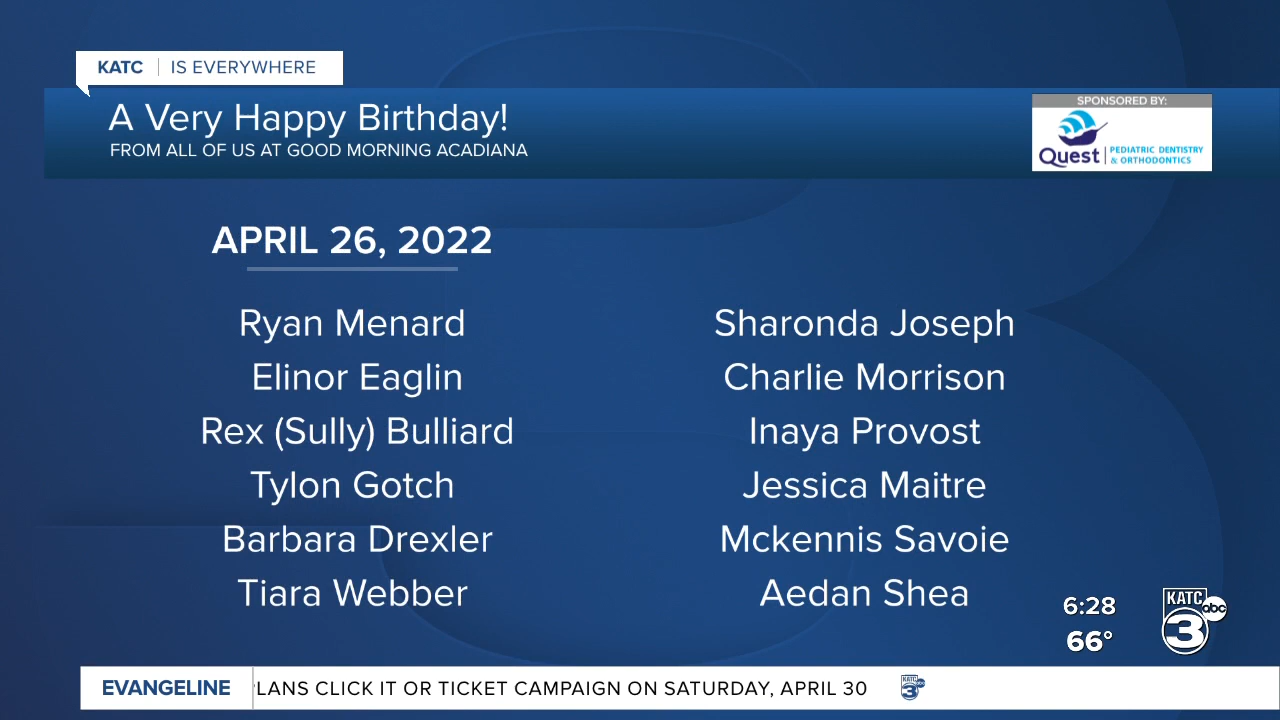 KATC | IS EVERYWHERE
A Very Happy Birthday!
FROM ALL OF US AT GOOD MORNING ACADIANA
SPONSORED BY:
Quest | PEDIATRIC DENTISTRY
& ORTHODONTICS
APRIL 26, 2022
Ryan Menard
Elinor Eaglin
Rex (Sully) Bulliard
Tylon Gotch
Barbara Drexler
Tiara Webber
Sharonda Joseph
Charlie Morrison
Inaya Provost
Jessica Maitre
Mckennis Savoie
Aedan Shea
6:28
66°
KATC
abc
3
EVANGELINE
LANS CLICK IT OR TICKET CAMPAIGN ON SATURDAY, APRIL 30
KATC
3